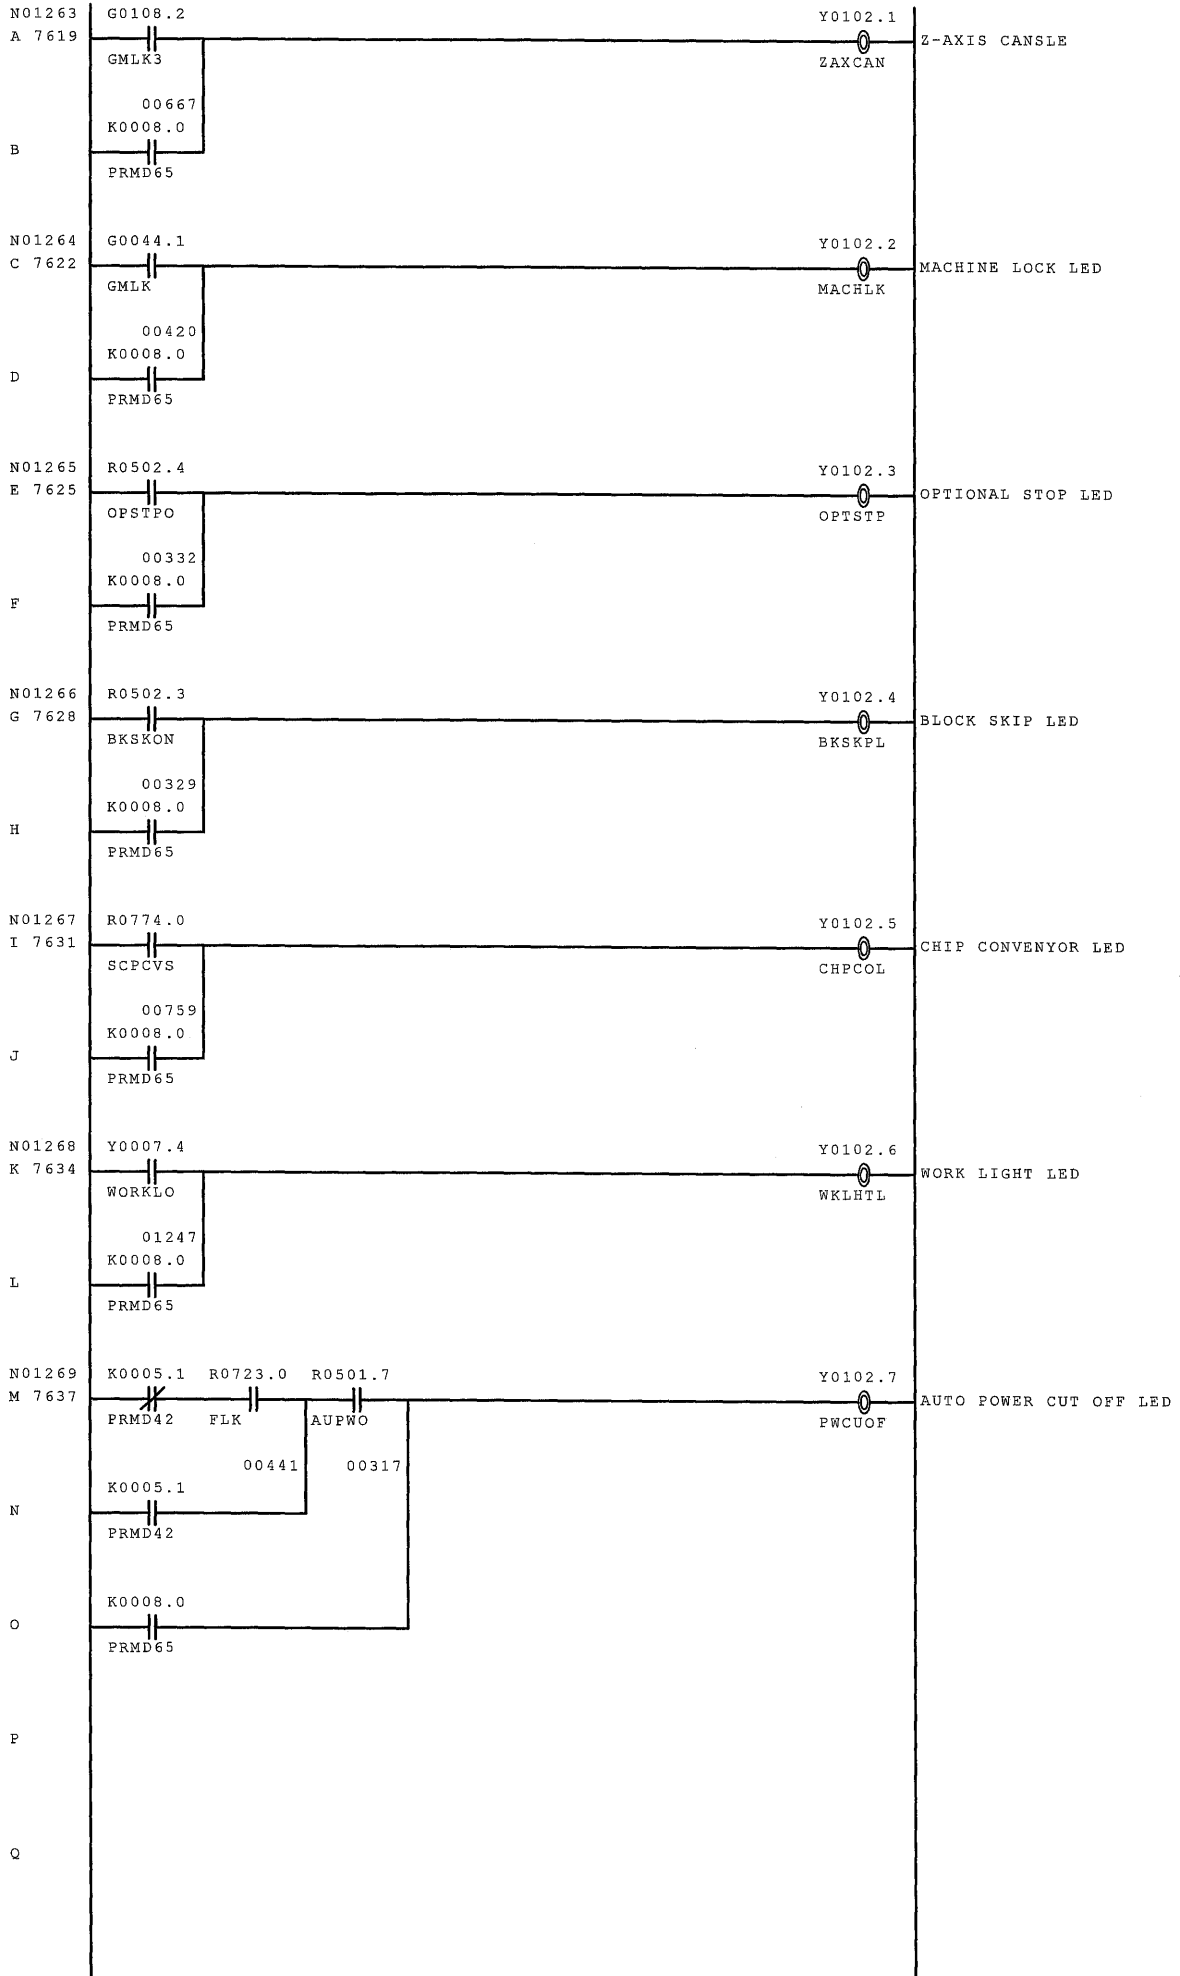 N01263 G0108.2 Y0102.1
A 7619 Z-AXIS CANSLE
GMLK3 ZAXCAN
00667
K0008.0
B
PRMD65
N01264 G0044.1 Y0102.2
C 7622 MACHINE LOCK LED
GMLK MACHLK
00420
K0008.0
D
PRMD65
N01265 R0502.4 Y0102.3
E 7625 OPTIONAL STOP LED
OPSTPO OPTSTP
00332
K0008.0
F
PRMD65
N01266 R0502.3 Y0102.4
G 7628 BLOCK SKIP LED
BKSKON BKSKPL
00329
K0008.0
H
PRMD65
N01267 R0774.0 Y0102.5
I 7631 CHIP CONVENYOR LED
SCPCVS CHPCOL
00759
K0008.0
J
PRMD65
N01268 Y0007.4 Y0102.6
K 7634 WORK LIGHT LED
WORKLO WKLHTL
01247
K0008.0
L
PRMD65
N01269 K0005.1 R0723.0 R0501.7 Y0102.7
M 7637 AUTO POWER CUT OFF LED
PRMD42 FLK AUPWO PWCUOF
00441 00317
K0005.1
N
PRMD42
K0008.0
O
PRMD65
P
Q